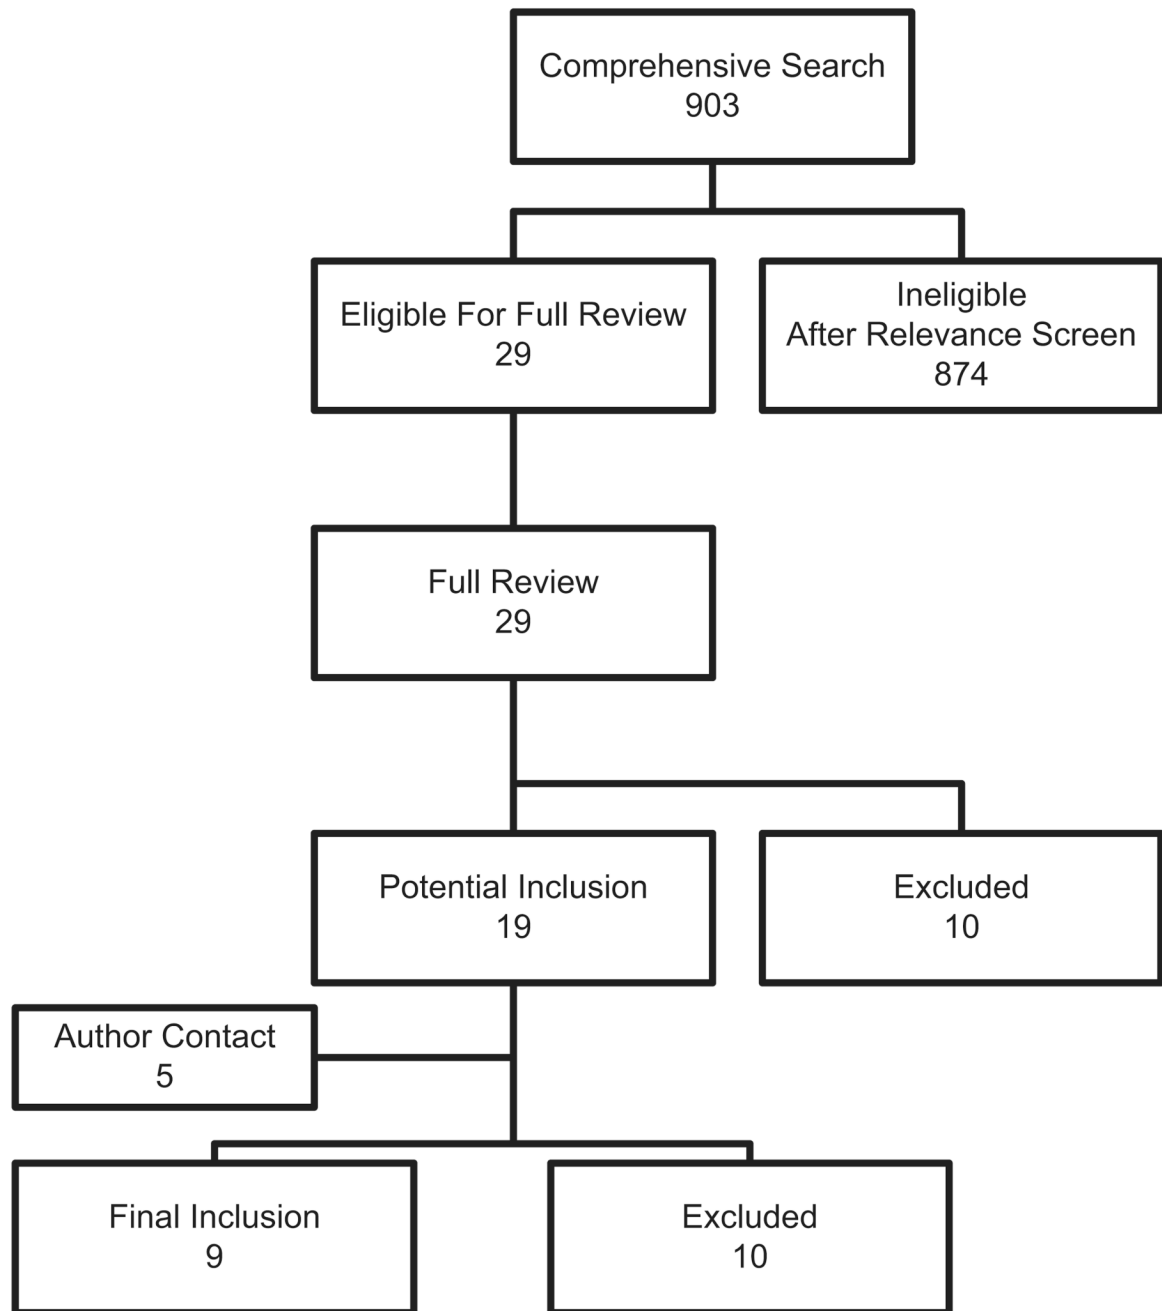 Comprehensive Search
903
Eligible For Full Review
29
Ineligible
After Relevance Screen
874
Full Review
29
Potential Inclusion
19
Excluded
10
Author Contact
5
Final Inclusion
9
Excluded
10